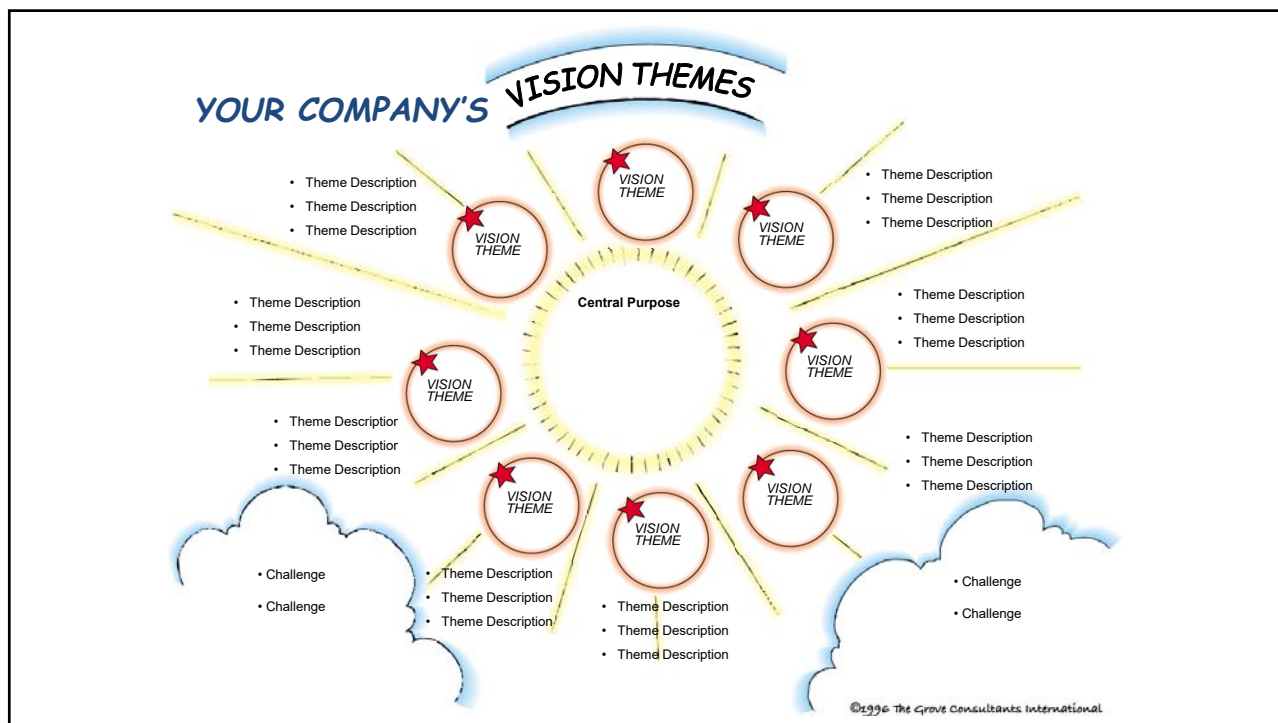 YOUR COMPANY'S
VISION THEMES
VISION
THEME
• Theme Description
• Theme Description
• Theme Description
VISION
THEME
VISION
THEME
• Theme Description
• Theme Description
• Theme Description
Central Purpose
• Theme Description
• Theme Description
• Theme Description
VISION
THEME
• Theme Description
• Theme Description
• Theme Description
VISION
THEME
• Theme Descriptior
• Theme Descriptior
• Theme Description
VISION
THEME
VISION
THEME
• Theme Description
• Theme Description
• Theme Description
VISION
THEME
• Challenge
• Challenge
• Theme Description
• Theme Description
• Theme Description
• Theme Description
• Theme Description
• Theme Description
• Challenge
• Challenge
©1996 The Grove Consultants International